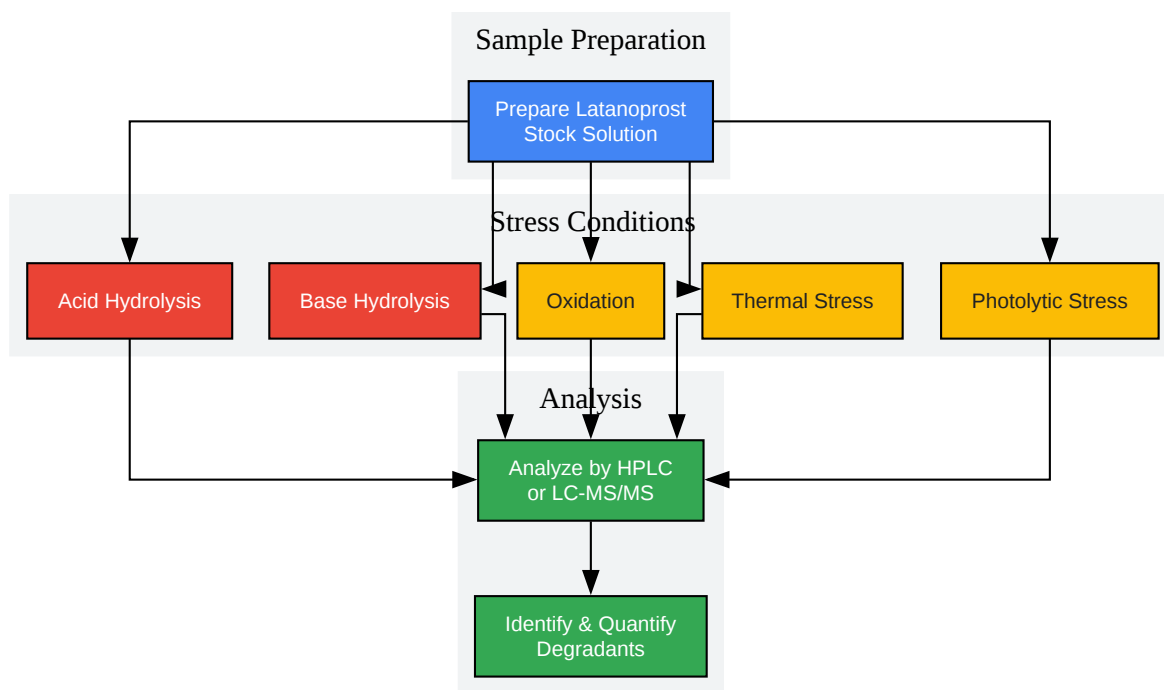 Sample Preparation
Prepare Latanoprost
Stock Solution
Stress Conditions
Acid Hydrolysis
Base Hydrolysis
Oxidation
Thermal Stress
Photolytic Stress
Analysis
Analyze by HPLC
or LC-MS/MS
Identify & Quantify
Degradants